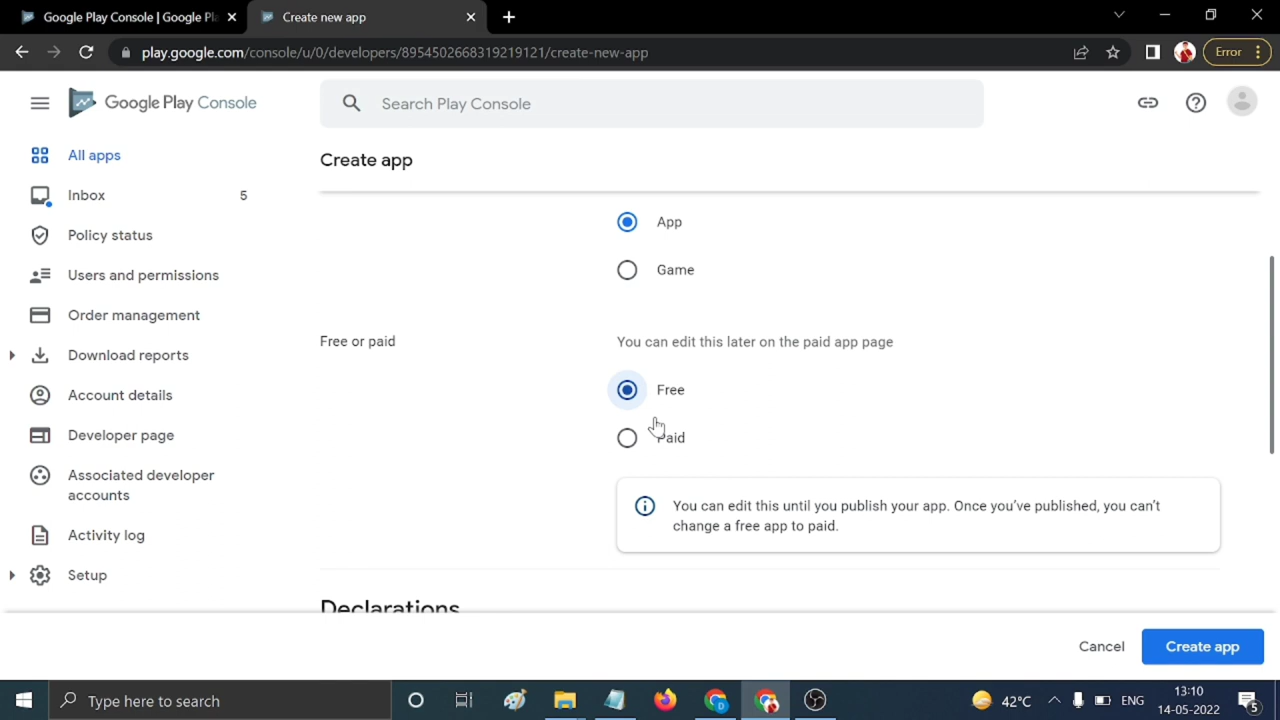 Google Play Console | Google Pla
Create new app
play.google.com/console/u/0/developers/8954502668319219121/create-new-app
Error
Google Play Console
Search Play Console
All apps
Inbox 5
Policy status
Users and permissions
Order management
Download reports
Account details
Developer page
Associated developer
accounts
Activity log
Setup
Create app
App
Game
Free or paid
You can edit this later on the paid app page
Free
Paid
You can edit this until you publish your app. Once you've published, you can't
change a free app to paid.
Declarations
Cancel
Create app
Type here to search
42°C
ENG
13:10
14-05-2022
5